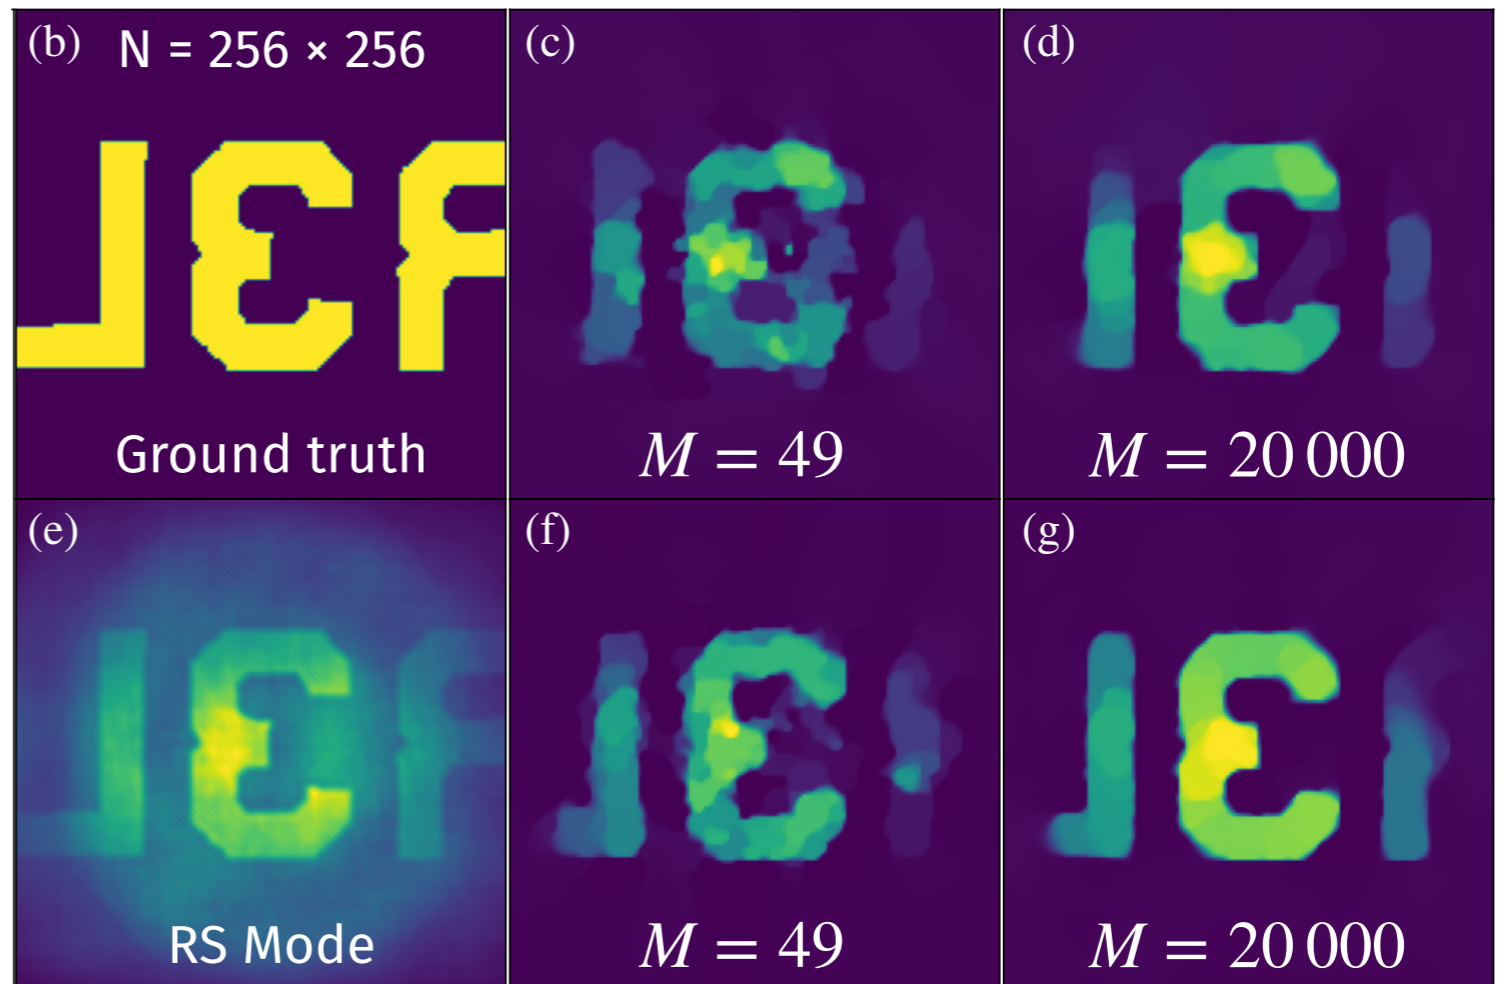 (b) N = 256 × 256
Ground truth
(c)
M = 49
(d)
M = 20 000
(e)
RS Mode
(f)
M = 49
(g)
M = 20 000